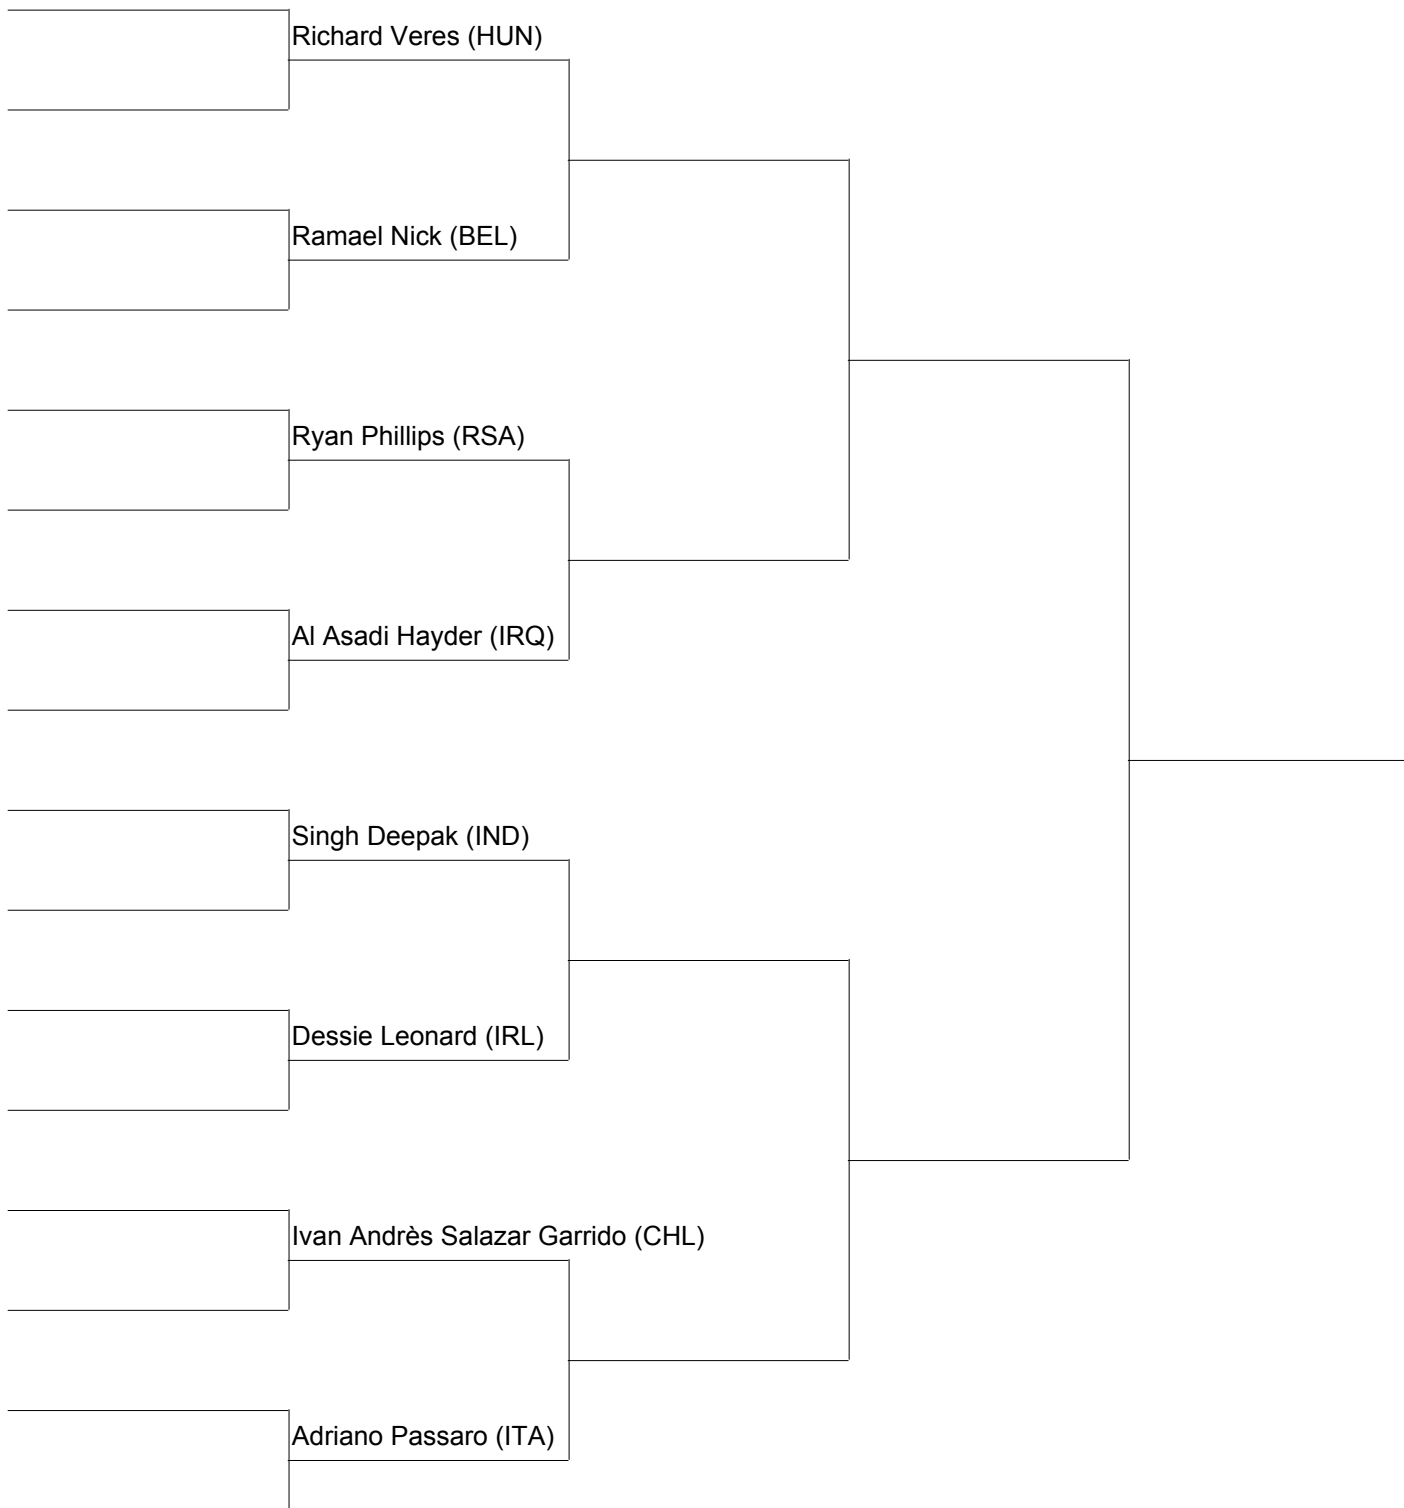 Richard Veres (HUN)
Ramael Nick (BEL)
Ryan Phillips (RSA)
Al Asadi Hayder (IRQ)
Singh Deepak (IND)
Dessie Leonard (IRL)
Ivan Andrès Salazar Garrido (CHL)
Adriano Passaro (ITA)